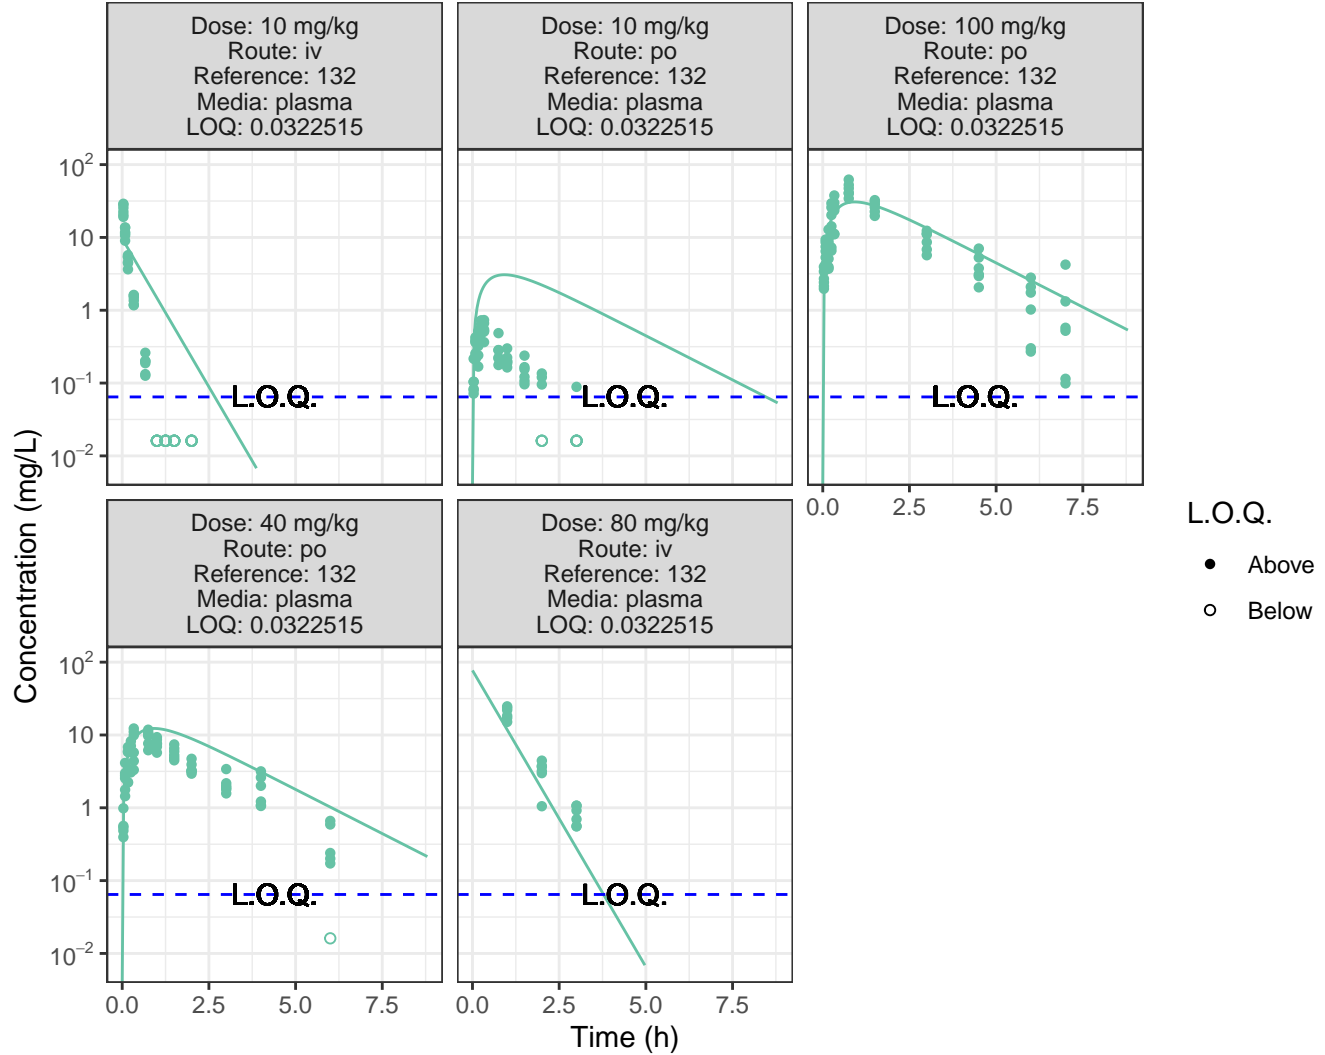 Dose: 10 mg/kg
Route: iv
Reference: 132
Media: plasma
LOQ: 0.0322515
Dose: 10 mg/kg
Route: po
Reference: 132
Media: plasma
LOQ: 0.0322515
Dose: 100 mg/kg
Route: po
Reference: 132
Media: plasma
LOQ: 0.0322515
10²
10
1
10⁻¹
10⁻²
L.O.Q.
L.O.Q.
L.O.Q.
0.0 2.5 5.0 7.5
Dose: 40 mg/kg
Route: po
Reference: 132
Media: plasma
LOQ: 0.0322515
Dose: 80 mg/kg
Route: iv
Reference: 132
Media: plasma
LOQ: 0.0322515
10²
10
1
10⁻¹
10⁻²
L.O.Q.
L.O.Q.
0.0 2.5 5.0 7.5
0.0 2.5 5.0 7.5
Time (h)
Concentration (mg/L)
L.O.Q.
Above
Below